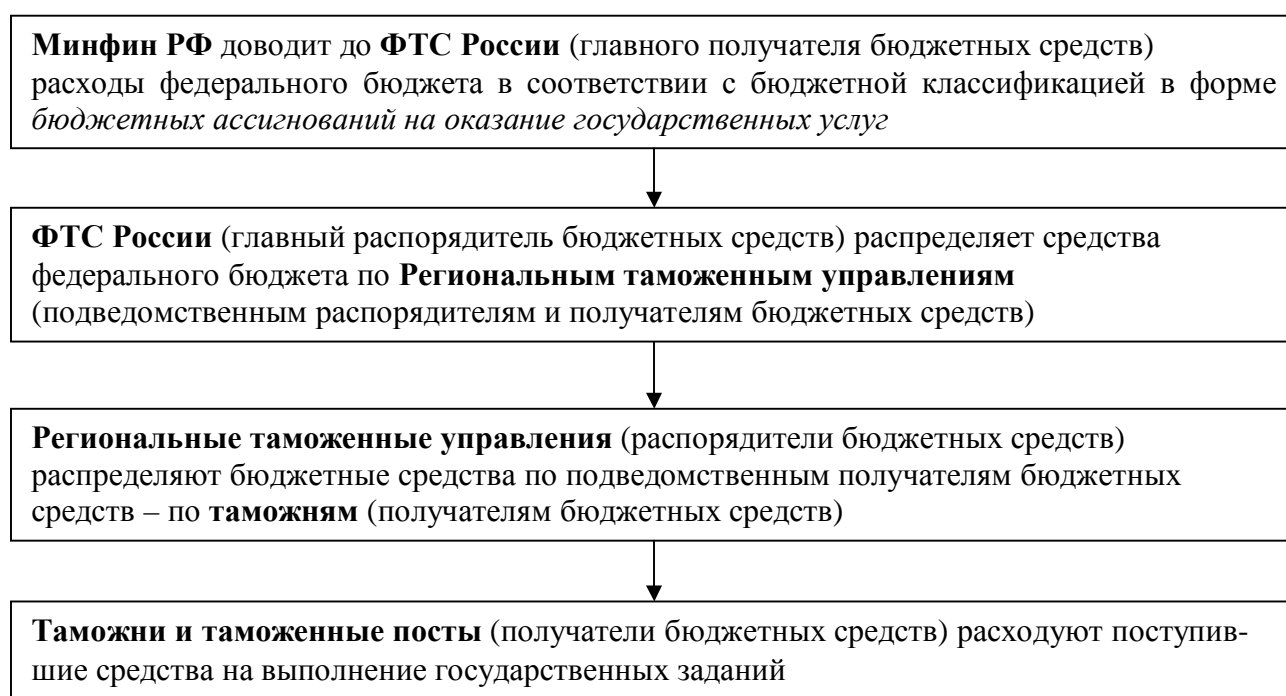 Минфин РФ доводит до ФТС России (главного получателя бюджетных средств)
расходы федерального бюджета в соответствии с бюджетной классификацией в форме
бюджетных ассигнований на оказание государственных услуг
ФТС России (главный распорядитель бюджетных средств) распределяет средства
федерального бюджета по Региональным таможенным управлениям
(подведомственным распорядителям и получателям бюджетных средств)
Региональные таможенные управления (распорядители бюджетных средств)
распределяют бюджетные средства по подведомственным получателям бюджетных
средств – по таможням (получателям бюджетных средств)
Таможни и таможенные посты (получатели бюджетных средств) расходуют поступив-
шие средства на выполнение государственных заданий